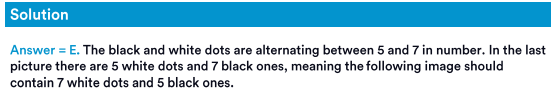 Solution
Answer = E. The black and white dots are alternating between 5 and 7 in number. In the last
picture there are 5 white dots and 7 black ones, meaning the following image should
contain 7 white dots and 5 black ones.